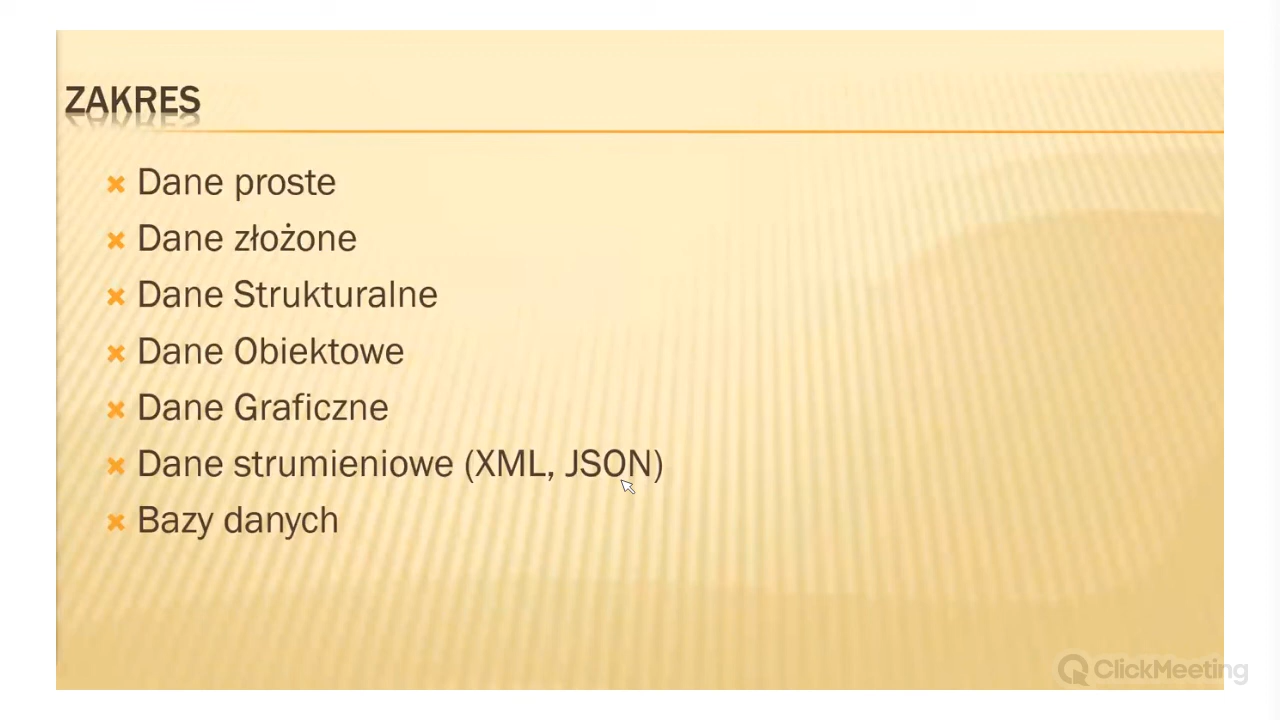 ZAKRES
Dane proste
Dane złożone
Dane Strukturalne
Dane Obiektowe
Dane Graficzne
Dane strumieniowe (XML, JSON)
Bazy danych
ClickMeeting